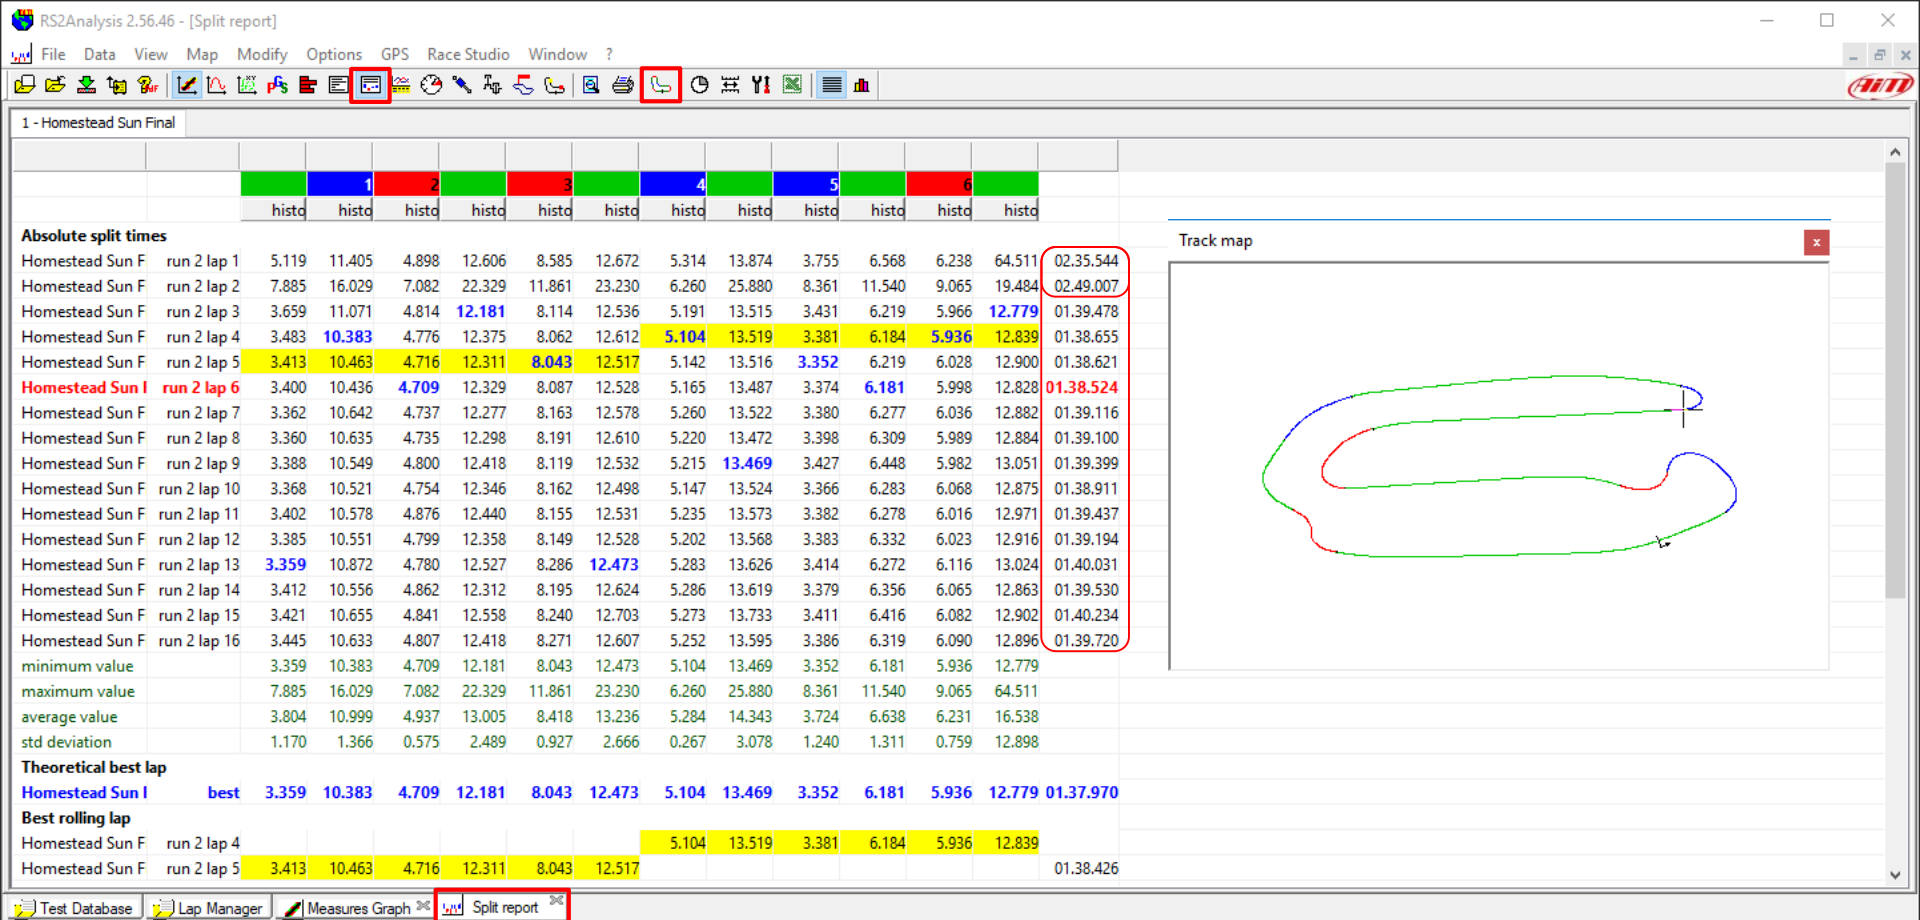 RS2Analysis 2.56.46 - [Split report]
File Data View Map Modify Options GPS Race Studio Window ?
AiM
1 - Homestead Sun Final
1 2 3 4 5 6
histo histo histo histo histo histo histo histo histo histo histo histo
Absolute split times
Homestead Sun F run 2 lap 1 5.119 11.405 4.898 12.606 8.585 12.672 5.314 13.874 3.755 6.568 6.238 64.511 02.35.544
Homestead Sun F run 2 lap 2 7.885 16.029 7.082 22.329 11.861 23.230 6.260 25.880 8.361 11.540 9.065 19.484 02.49.007
Homestead Sun F run 2 lap 3 3.659 11.071 4.814 12.181 8.114 12.536 5.191 13.515 3.431 6.219 5.966 12.779 01.39.478
Homestead Sun F run 2 lap 4 3.483 10.383 4.776 12.375 8.062 12.612 5.104 13.519 3.381 6.184 5.936 12.839 01.38.655
Homestead Sun F run 2 lap 5 3.413 10.463 4.716 12.311 8.043 12.517 5.142 13.516 3.352 6.219 6.028 12.900 01.38.621
Homestead Sun I run 2 lap 6 3.400 10.436 4.709 12.329 8.087 12.528 5.165 13.487 3.374 6.181 5.998 12.828 01.38.524
Homestead Sun F run 2 lap 7 3.362 10.642 4.737 12.277 8.163 12.578 5.260 13.522 3.380 6.277 6.036 12.882 01.39.116
Homestead Sun F run 2 lap 8 3.360 10.635 4.735 12.298 8.191 12.610 5.220 13.472 3.398 6.309 5.989 12.884 01.39.100
Homestead Sun F run 2 lap 9 3.388 10.549 4.800 12.418 8.119 12.532 5.215 13.469 3.427 6.448 5.982 13.051 01.39.399
Homestead Sun F run 2 lap 10 3.368 10.521 4.754 12.346 8.162 12.498 5.147 13.524 3.366 6.283 6.068 12.875 01.38.911
Homestead Sun F run 2 lap 11 3.402 10.578 4.876 12.440 8.155 12.531 5.235 13.573 3.382 6.278 6.016 12.971 01.39.437
Homestead Sun F run 2 lap 12 3.385 10.551 4.799 12.358 8.149 12.528 5.202 13.568 3.383 6.332 6.023 12.916 01.39.194
Homestead Sun F run 2 lap 13 3.359 10.872 4.780 12.527 8.286 12.473 5.283 13.626 3.414 6.272 6.116 13.024 01.40.031
Homestead Sun F run 2 lap 14 3.412 10.556 4.862 12.312 8.195 12.624 5.286 13.619 3.379 6.356 6.065 12.863 01.39.530
Homestead Sun F run 2 lap 15 3.421 10.655 4.841 12.558 8.240 12.703 5.273 13.733 3.411 6.416 6.082 12.902 01.40.234
Homestead Sun F run 2 lap 16 3.445 10.633 4.807 12.418 8.271 12.607 5.252 13.595 3.386 6.319 6.090 12.896 01.39.720
minimum value 3.359 10.383 4.709 12.181 8.043 12.473 5.104 13.469 3.352 6.181 5.936 12.779
maximum value 7.885 16.029 7.082 22.329 11.861 23.230 6.260 25.880 8.361 11.540 9.065 64.511
average value 3.804 10.999 4.937 13.005 8.418 13.236 5.284 14.343 3.724 6.638 6.231 16.538
std deviation 1.170 1.366 0.575 2.489 0.927 2.666 0.267 3.078 1.240 1.311 0.759 12.898
Theoretical best lap
Homestead Sun I best 3.359 10.383 4.709 12.181 8.043 12.473 5.104 13.469 3.352 6.181 5.936 12.779 01.37.970
Best rolling lap
Homestead Sun F run 2 lap 4 5.104 13.519 3.381 6.184 5.936 12.839
Homestead Sun F run 2 lap 5 3.413 10.463 4.716 12.311 8.043 12.517 01.38.426
Track map
Test Database Lap Manager Measures Graph Split report